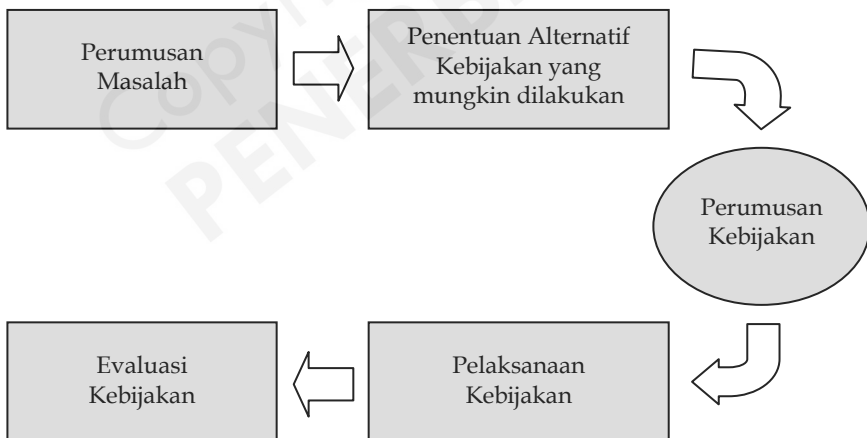 Perumusan
Masalah
Penentuan Alternatif
Kebijakan yang
mungkin dilakukan
Perumusan
Kebijakan
Pelaksanaan
Kebijakan
Evaluasi
Kebijakan